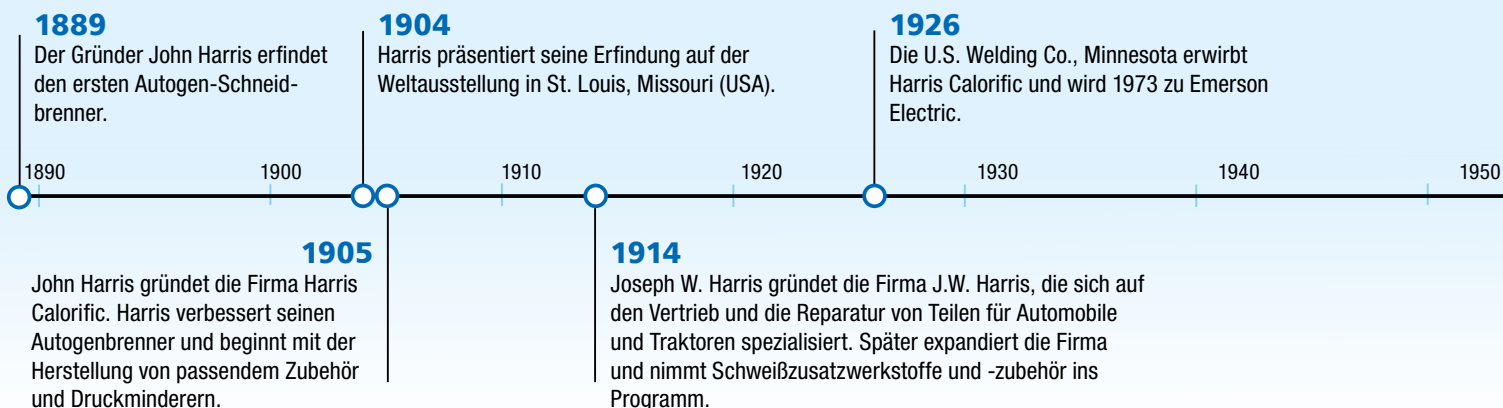 1889
Der Gründer John Harris erfindet
den ersten Autogen-Schneid-
brenner.
1904
Harris präsentiert seine Erfindung auf der
Weltausstellung in St. Louis, Missouri (USA).
1926
Die U.S. Welding Co., Minnesota erwirbt
Harris Calorific und wird 1973 zu Emerson
Electric.
1890 1900 1910 1920 1930 1940 1950
1905
John Harris gründet die Firma Harris
Calorific. Harris verbessert seinen
Autogenbrenner und beginnt mit der
Herstellung von passendem Zubehör
und Druckminderern.
1914
Joseph W. Harris gründet die Firma J.W. Harris, die sich auf
den Vertrieb und die Reparatur von Teilen für Automobile
und Traktoren spezialisiert. Später expandiert die Firma
und nimmt Schweißzusatzwerkstoffe und -zubehör ins
Programm.